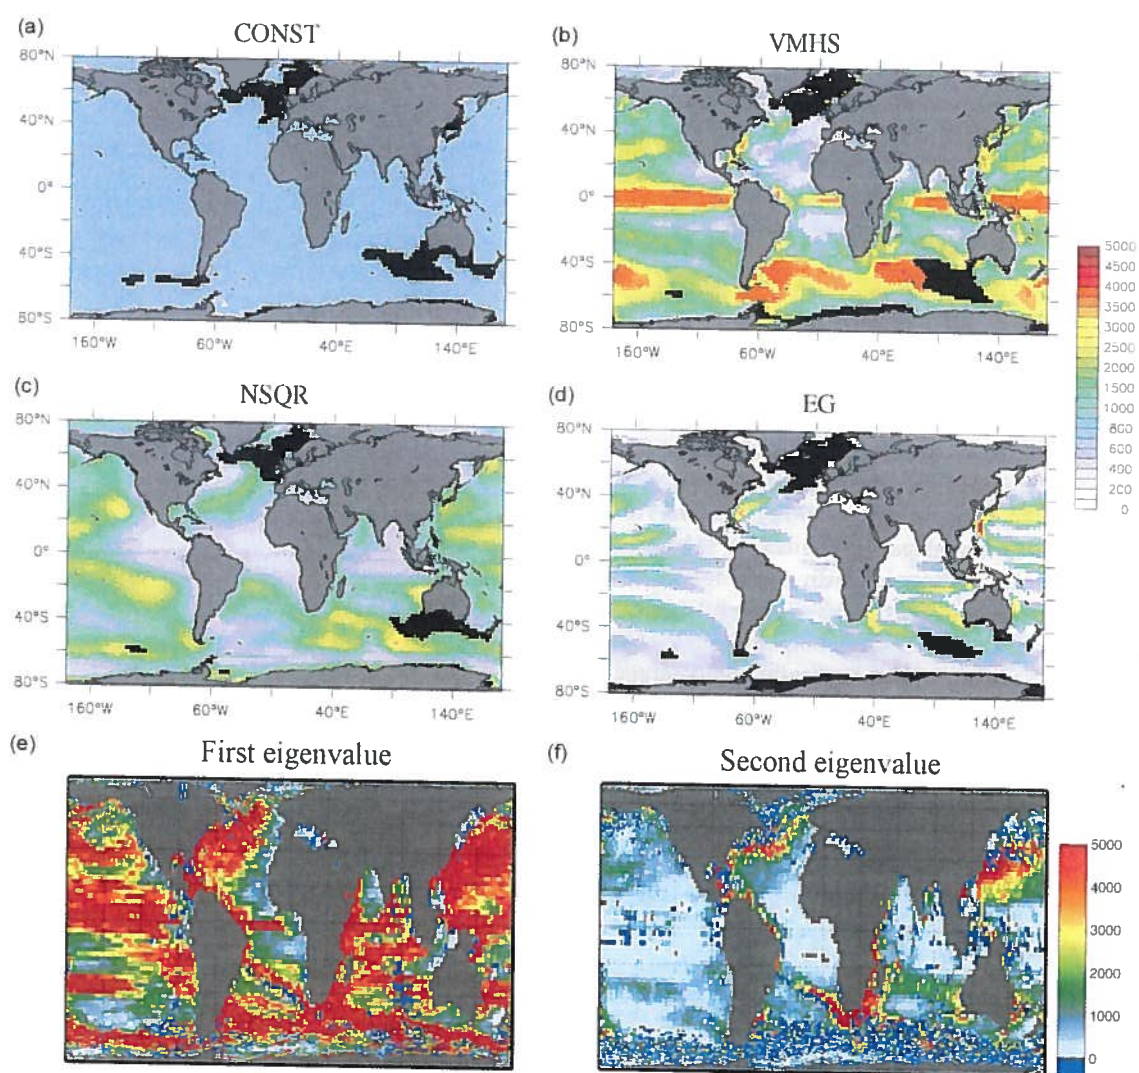 (a) CONST
80°N
40°N
0°
40°S
80°S
160°W 60°W 40°E 140°E
(b) VMHS
80°N
40°N
0°
40°S
80°S
160°W 60°W 40°E 140°E
5000
4500
4000
3500
3000
2500
2000
1500
1000
800
600
400
200
0
(c) NSQR
80°N
40°N
0°
40°S
80°S
160°W 60°W 40°E 140°E
(d) EG
80°N
40°N
0°
40°S
80°S
160°W 60°W 40°E 140°E
(e) First eigenvalue
(f) Second eigenvalue
5000
4000
3000
2000
1000
0